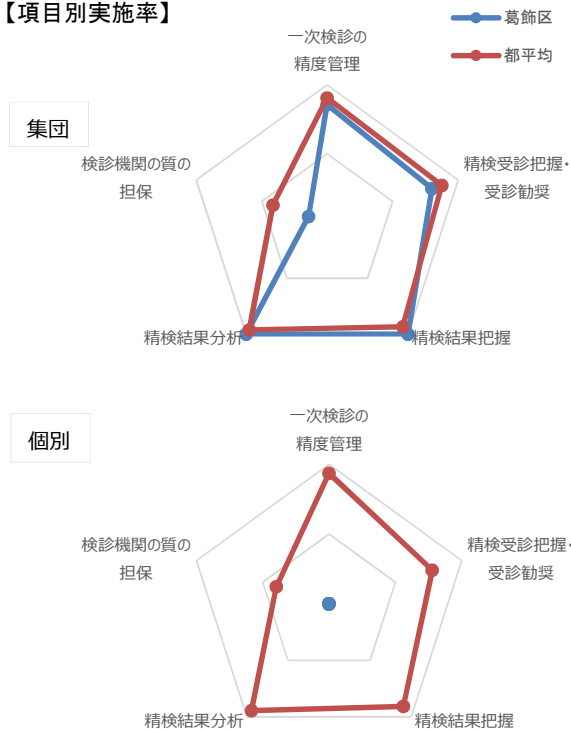 【項目別実施率】
葛飾区
都平均
集団
一次検診の
精度管理
精検受診把握・
受診勧奨
精検結果把握
精検結果分析
検診機関の質の
担保
個別
一次検診の
精度管理
精検受診把握・
受診勧奨
精検結果把握
精検結果分析
検診機関の質の
担保